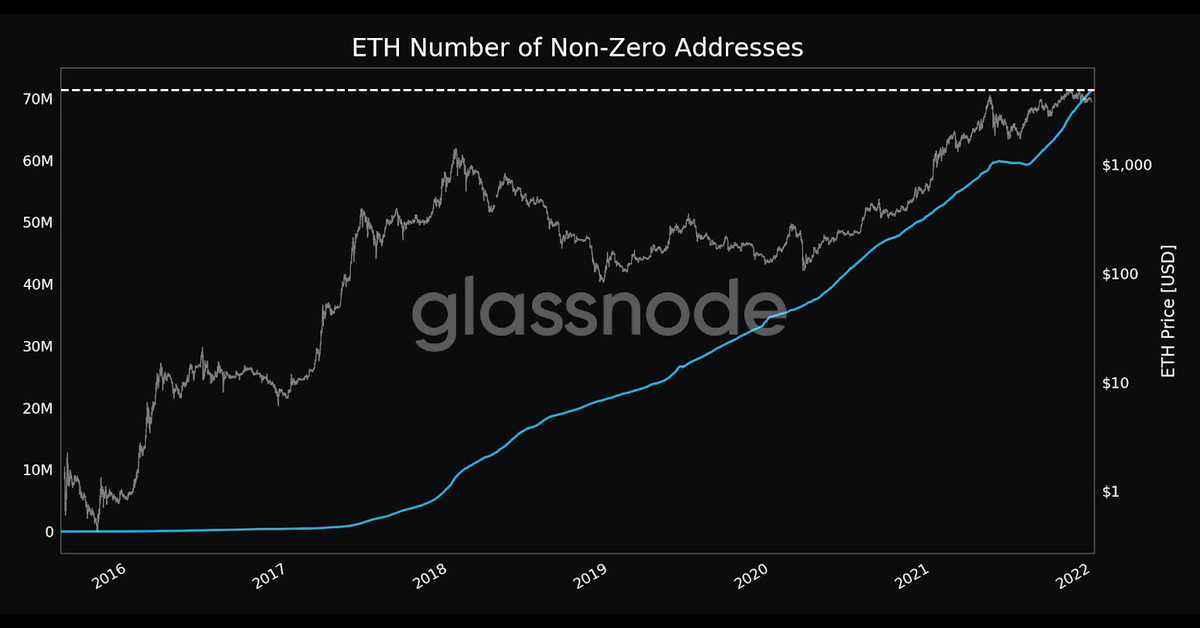 ETH Number of Non-Zero Addresses
70M
60M
50M
40M
30M
20M
10M
0
$1,000
$100
$10
$1
ETH Price [USD]
glassnode
2016
2017
2018
2019
2020
2021
2022